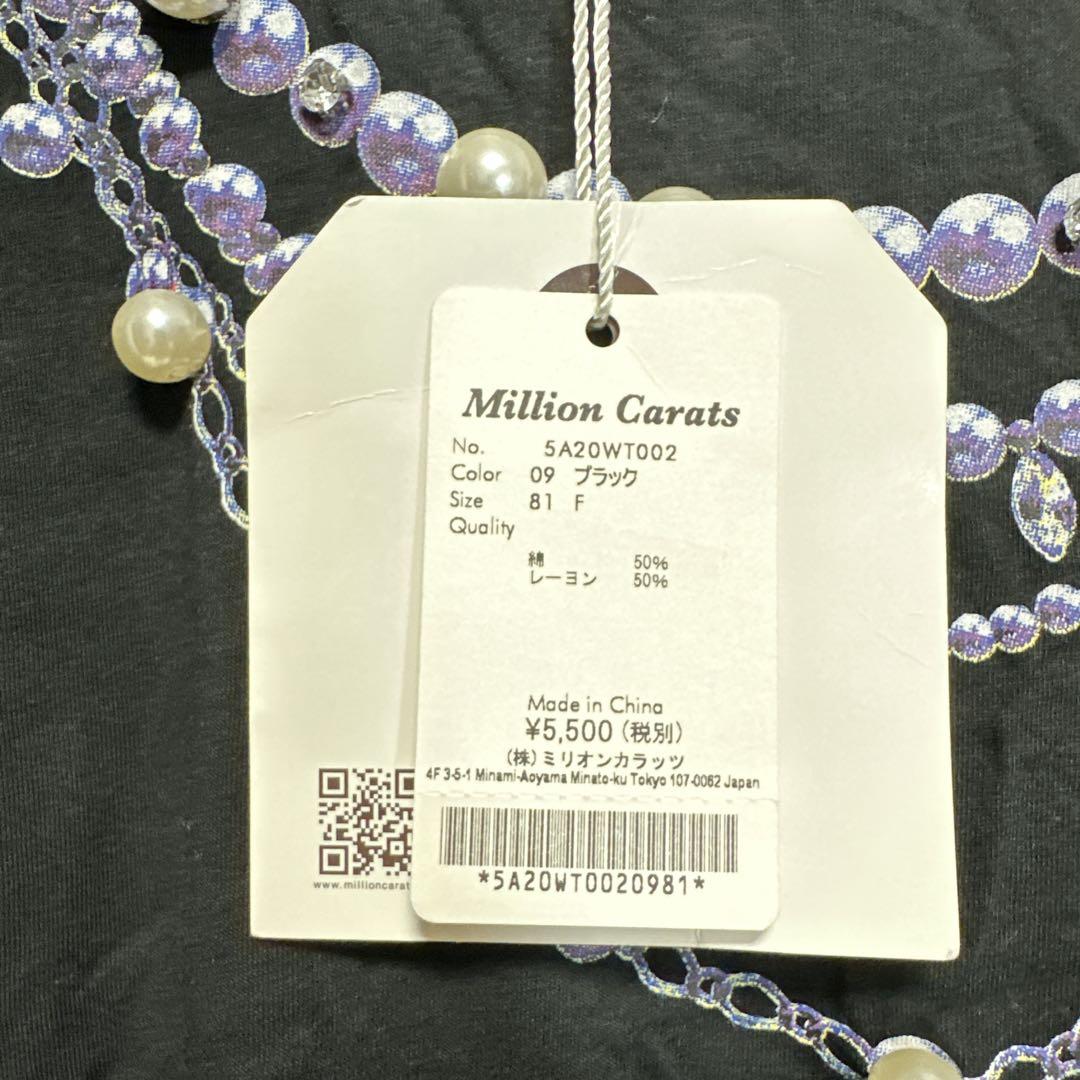 Million Carats
No. 5A20WT002
Color 09 ブラック
Size 81 F
Quality
綿 50%
レーヨン 50%
Made in China
¥5,500(税別)
(株)ミリオンカラッツ
4F 3-5-1 Minami-Aoyama Minato-ku Tokyo 107-0062 Japan
*5A20WT0020981*
www.millioncarat